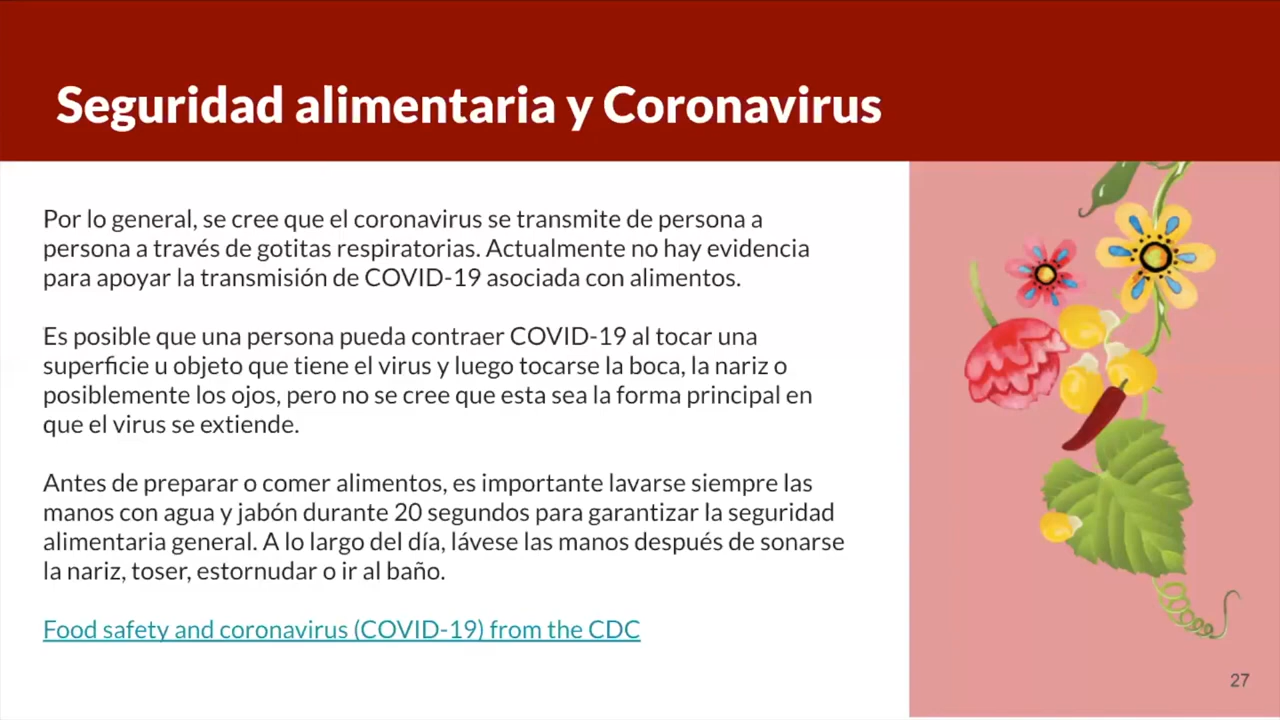 Seguridad alimentaria y Coronavirus
Por lo general, se cree que el coronavirus se transmite de persona a
persona a través de gotitas respiratorias. Actualmente no hay evidencia
para apoyar la transmisión de COVID-19 asociada con alimentos.
Es posible que una persona pueda contraer COVID-19 al tocar una
superficie u objeto que tiene el virus y luego tocarse la boca, la nariz o
posiblemente los ojos, pero no se cree que esta sea la forma principal en
que el virus se extiende.
Antes de preparar o comer alimentos, es importante lavarse siempre las
manos con agua y jabón durante 20 segundos para garantizar la seguridad
alimentaria general. A lo largo del día, lávese las manos después de sonarse
la nariz, toser, estornudar o ir al baño.
Food safety and coronavirus (COVID-19) from the CDC
27